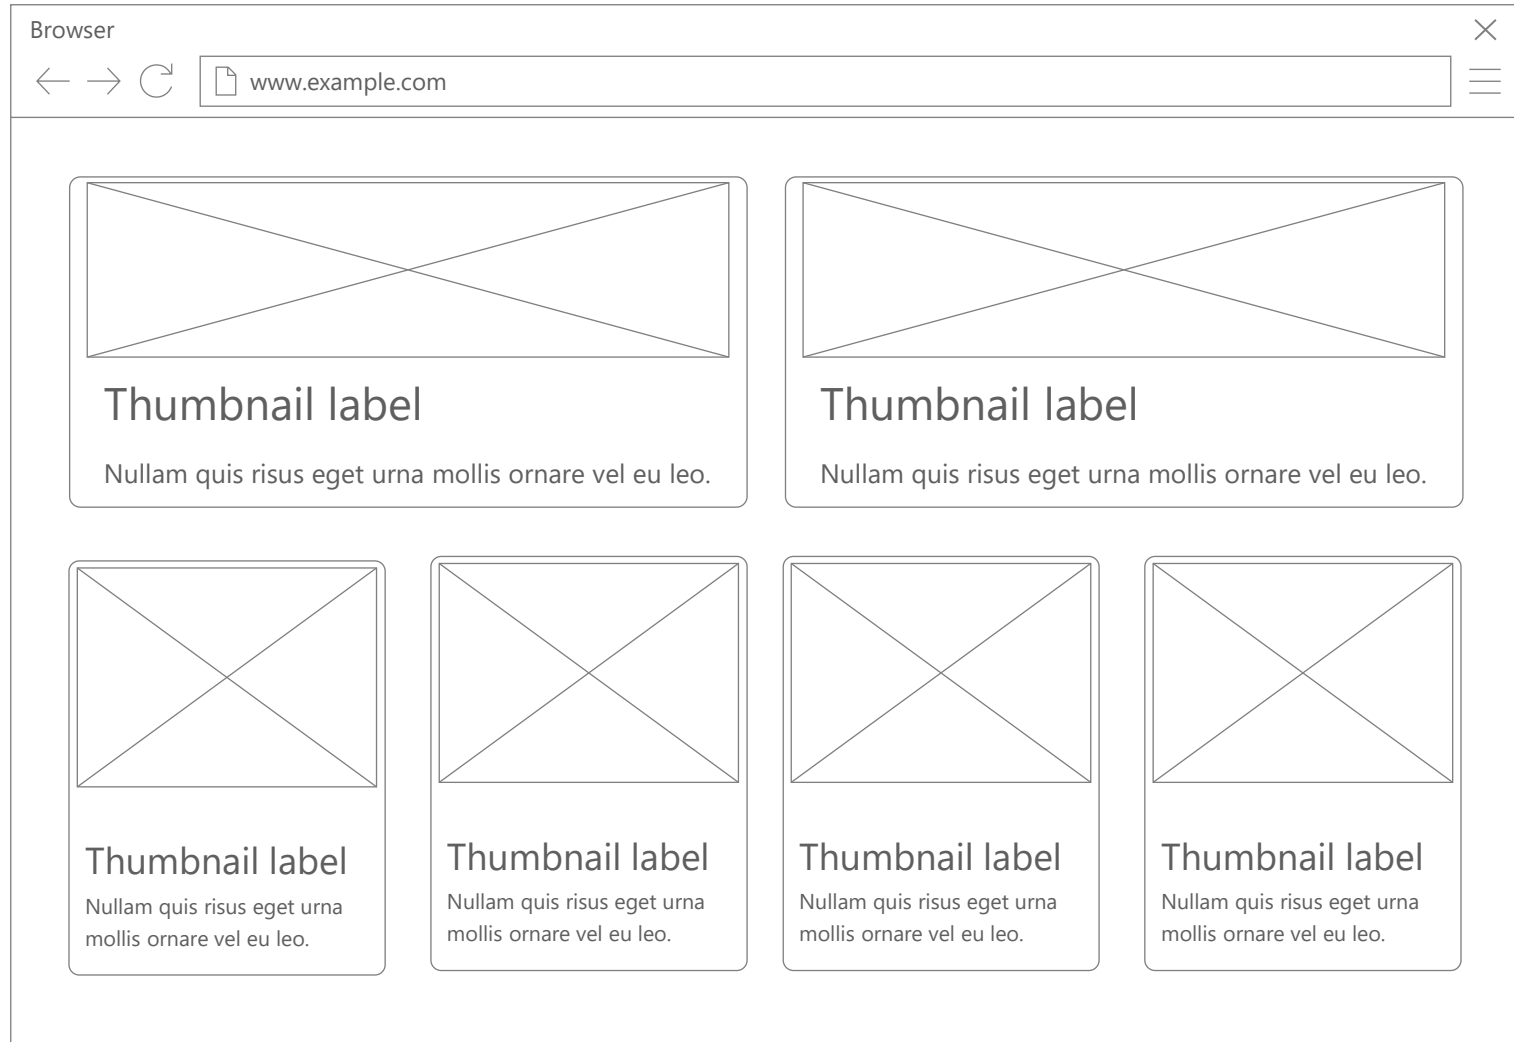 Browser
www.example.com
Thumbnail label
Nullam quis risus eget urna mollis ornare vel eu leo.
Thumbnail label
Nullam quis risus eget urna mollis ornare vel eu leo.
Thumbnail label
Nullam quis risus eget urna
mollis ornare vel eu leo.
Thumbnail label
Nullam quis risus eget urna
mollis ornare vel eu leo.
Thumbnail label
Nullam quis risus eget urna
mollis ornare vel eu leo.
Thumbnail label
Nullam quis risus eget urna
mollis ornare vel eu leo.